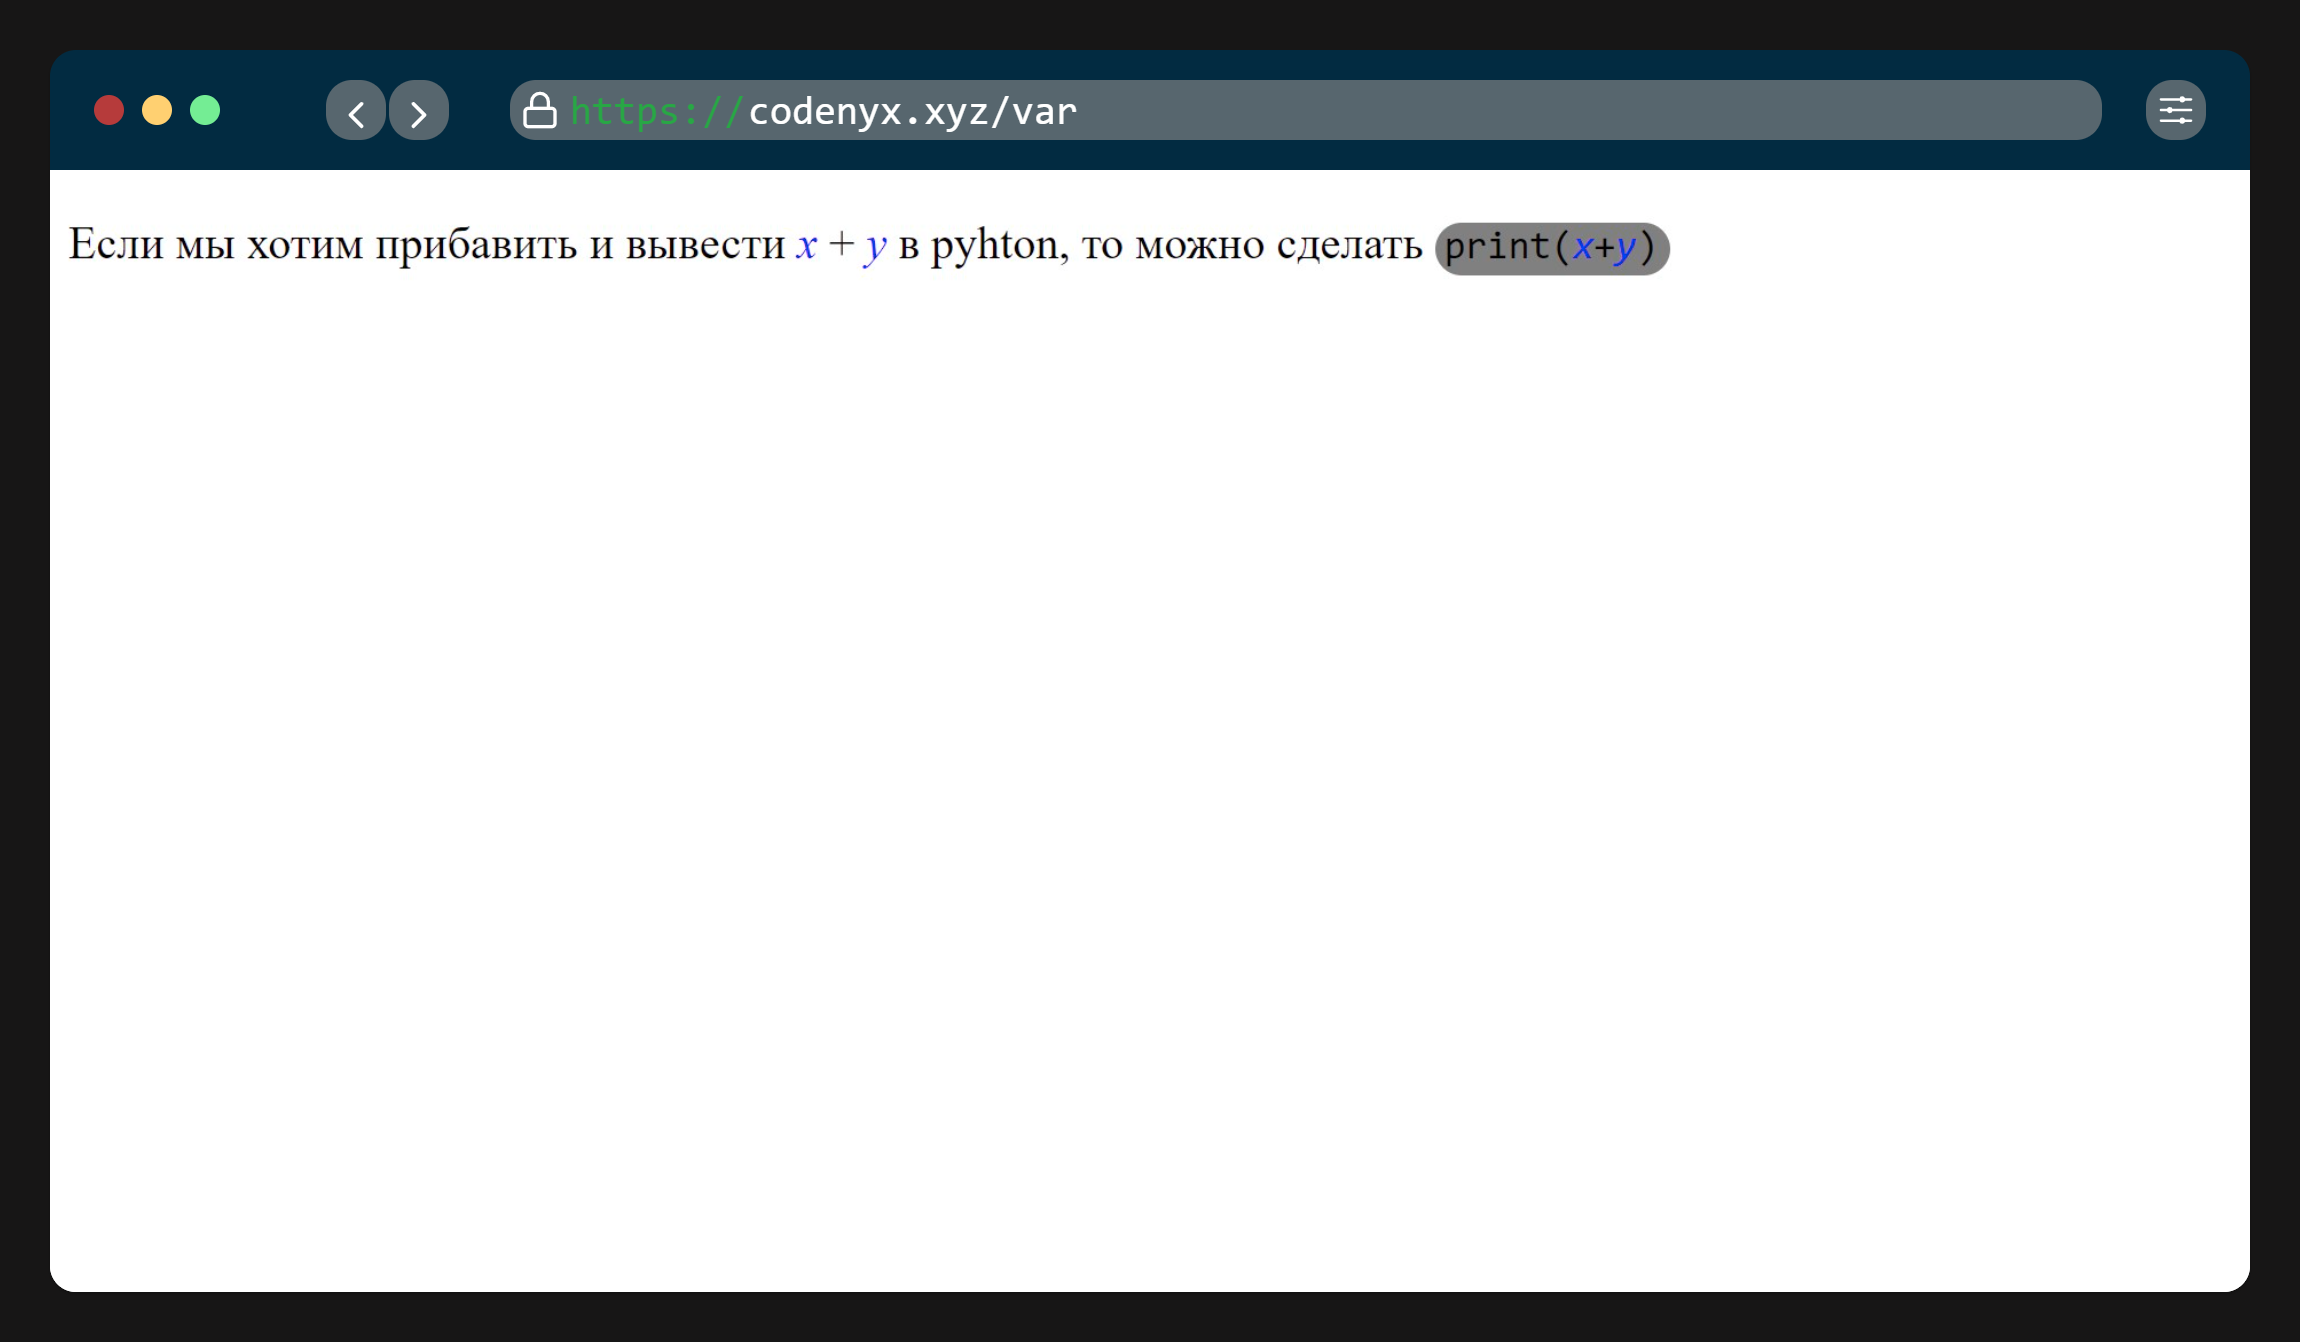 https://codenyx.xyz/var
Если мы хотим прибавить и вывести x + y в pyhton, то можно сделать print(x+y)